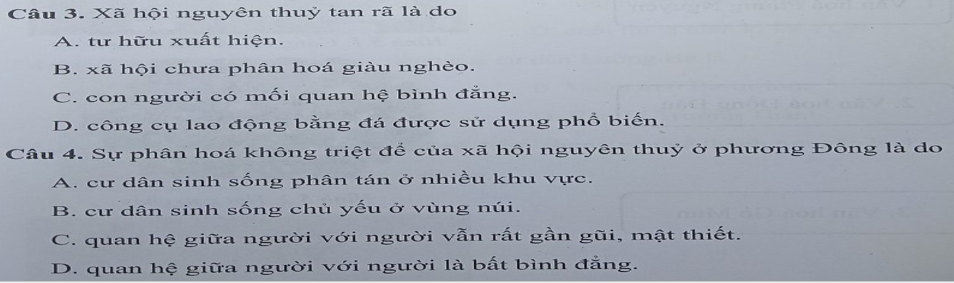 Câu 3. Xã hội nguyên thuỷ tan rã là do
A. tư hữu xuất hiện.
B. xã hội chưa phân hoá giàu nghèo.
C. con người có mối quan hệ bình đẳng.
D. công cụ lao động bằng đá được sử dụng phổ biến.
Câu 4. Sự phân hoá không triệt để của xã hội nguyên thuỷ ở phương Đông là do
A. cư dân sinh sống phân tán ở nhiều khu vực.
B. cư dân sinh sống chủ yếu ở vùng núi.
C. quan hệ giữa người với người vẫn rất gần gũi, mật thiết.
D. quan hệ giữa người với người là bất bình đẳng.